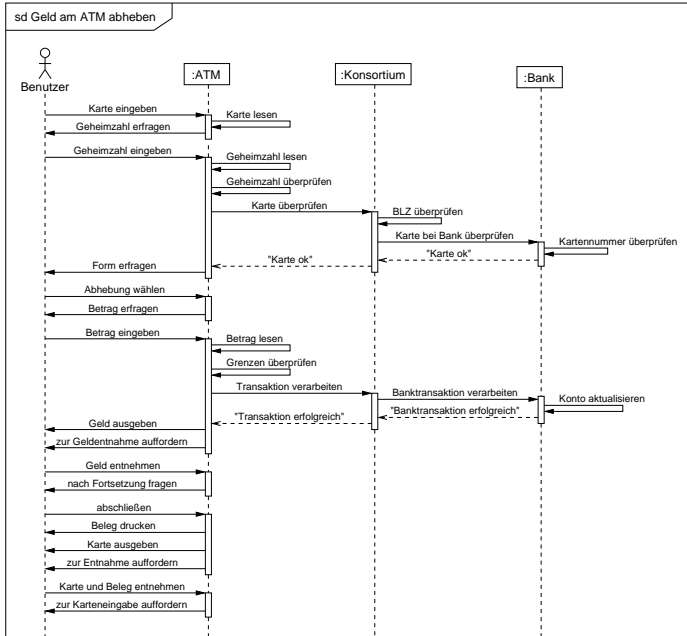 sd Geld am ATM abheben
Benutzer
:ATM
:Konsortium
:Bank
Karte eingeben
Karte lesen
Geheimzahl erfragen
Geheimzahl eingeben
Geheimzahl lesen
Geheimzahl überprüfen
Karte überprüfen
BLZ überprüfen
Karte bei Bank überprüfen
Kartennummer überprüfen
"Karte ok"
"Karte ok"
Form erfragen
Abhebung wählen
Betrag erfragen
Betrag eingeben
Betrag lesen
Grenzen überprüfen
Transaktion verarbeiten
Banktransaktion verarbeiten
Konto aktualisieren
"Banktransaktion erfolgreich"
"Transaktion erfolgreich"
Geld ausgeben
zur Geldentnahme auffordern
Geld entnehmen
nach Fortsetzung fragen
abschließen
Beleg drucken
Karte ausgeben
zur Entnahme auffordern
Karte und Beleg entnehmen
zur Karteneingabe auffordern